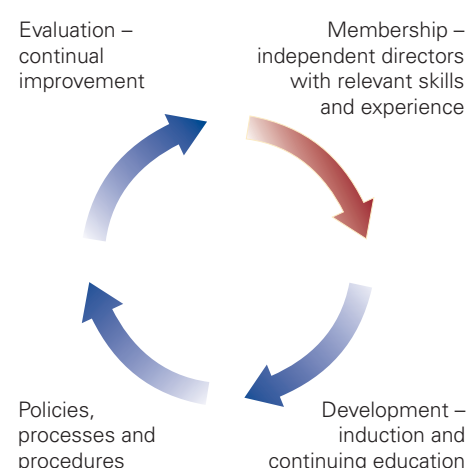 Evaluation –
continual
improvement
Membership –
independent directors
with relevant skills
and experience
Development –
induction and
continuing education
Policies,
processes and
procedures